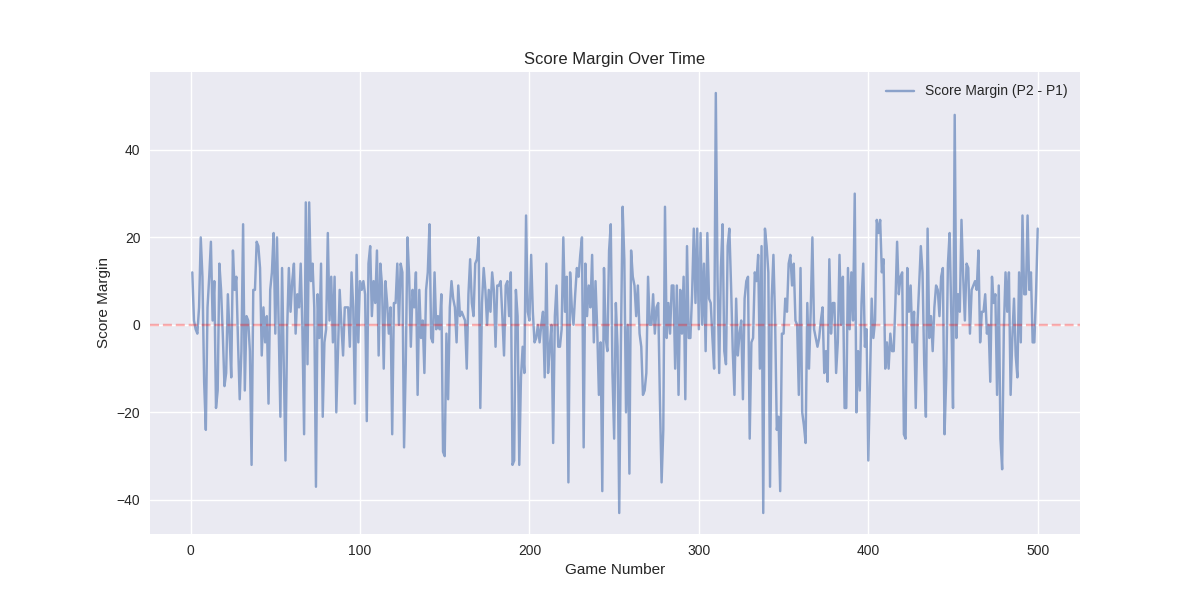 Score Margin Over Time
Score Margin (P2 - P1)
Score Margin
40
20
0
−20
−40
0 100 200 300 400 500
Game Number